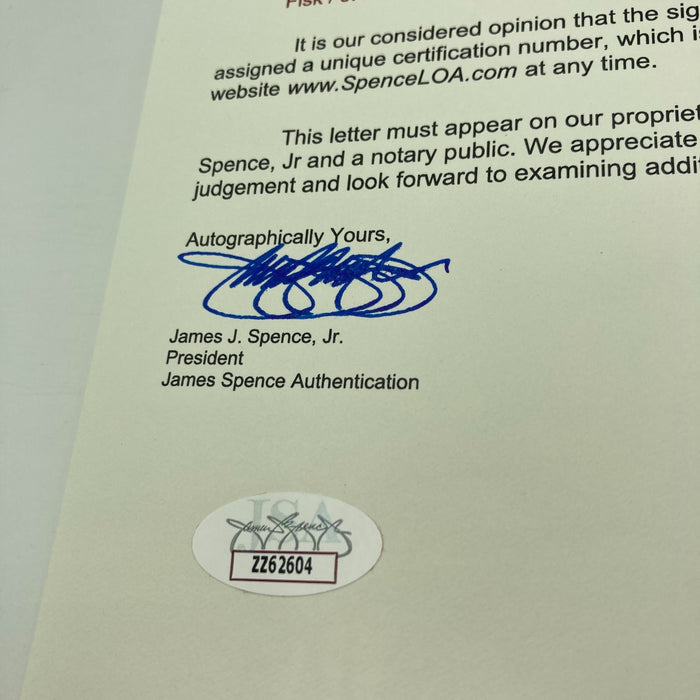 It is our considered opinion that the sig
assigned a unique certification number, which i
website www.SpenceLOA.com at any time.
This letter must appear on our propriet
Spence, Jr and a notary public. We appreciate
judgement and look forward to examining addi
Autographically Yours,
James J. Spence, Jr.
President
James Spence Authentication
JSA
ZZ62604